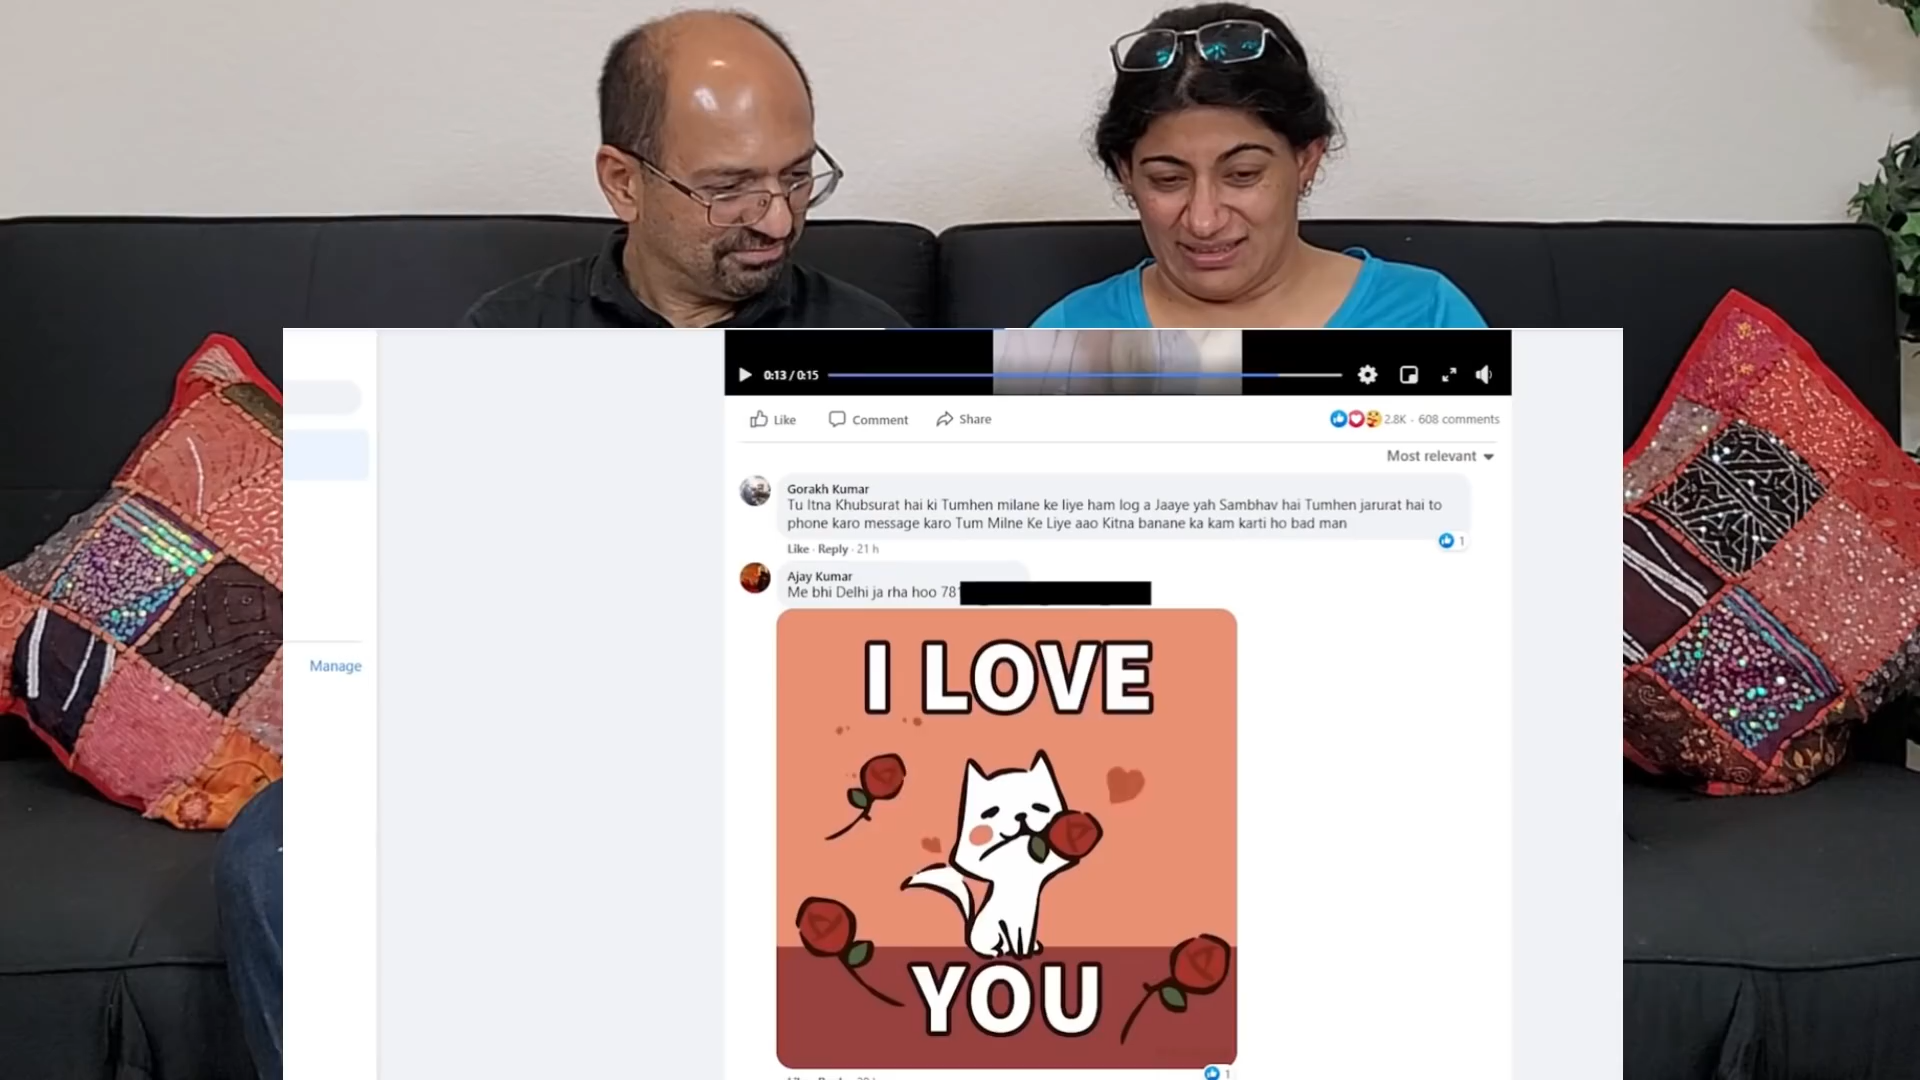 0:13 / 0:15
Like
Comment
Share
2.8K · 608 comments
Most relevant
Gorakh Kumar
Tu Itna Khubsurat hai ki Tumhen milane ke liye ham log a Jaaye yah Sambhav hai Tumhen jarurat hai to
phone karo message karo Tum Milne Ke Liye aao Kitna banane ka kam karti ho bad man
1
Like · Reply · 21 h
Ajay Kumar
Me bhi Delhi ja rha hoo 781
Manage
I LOVE
YOU
1